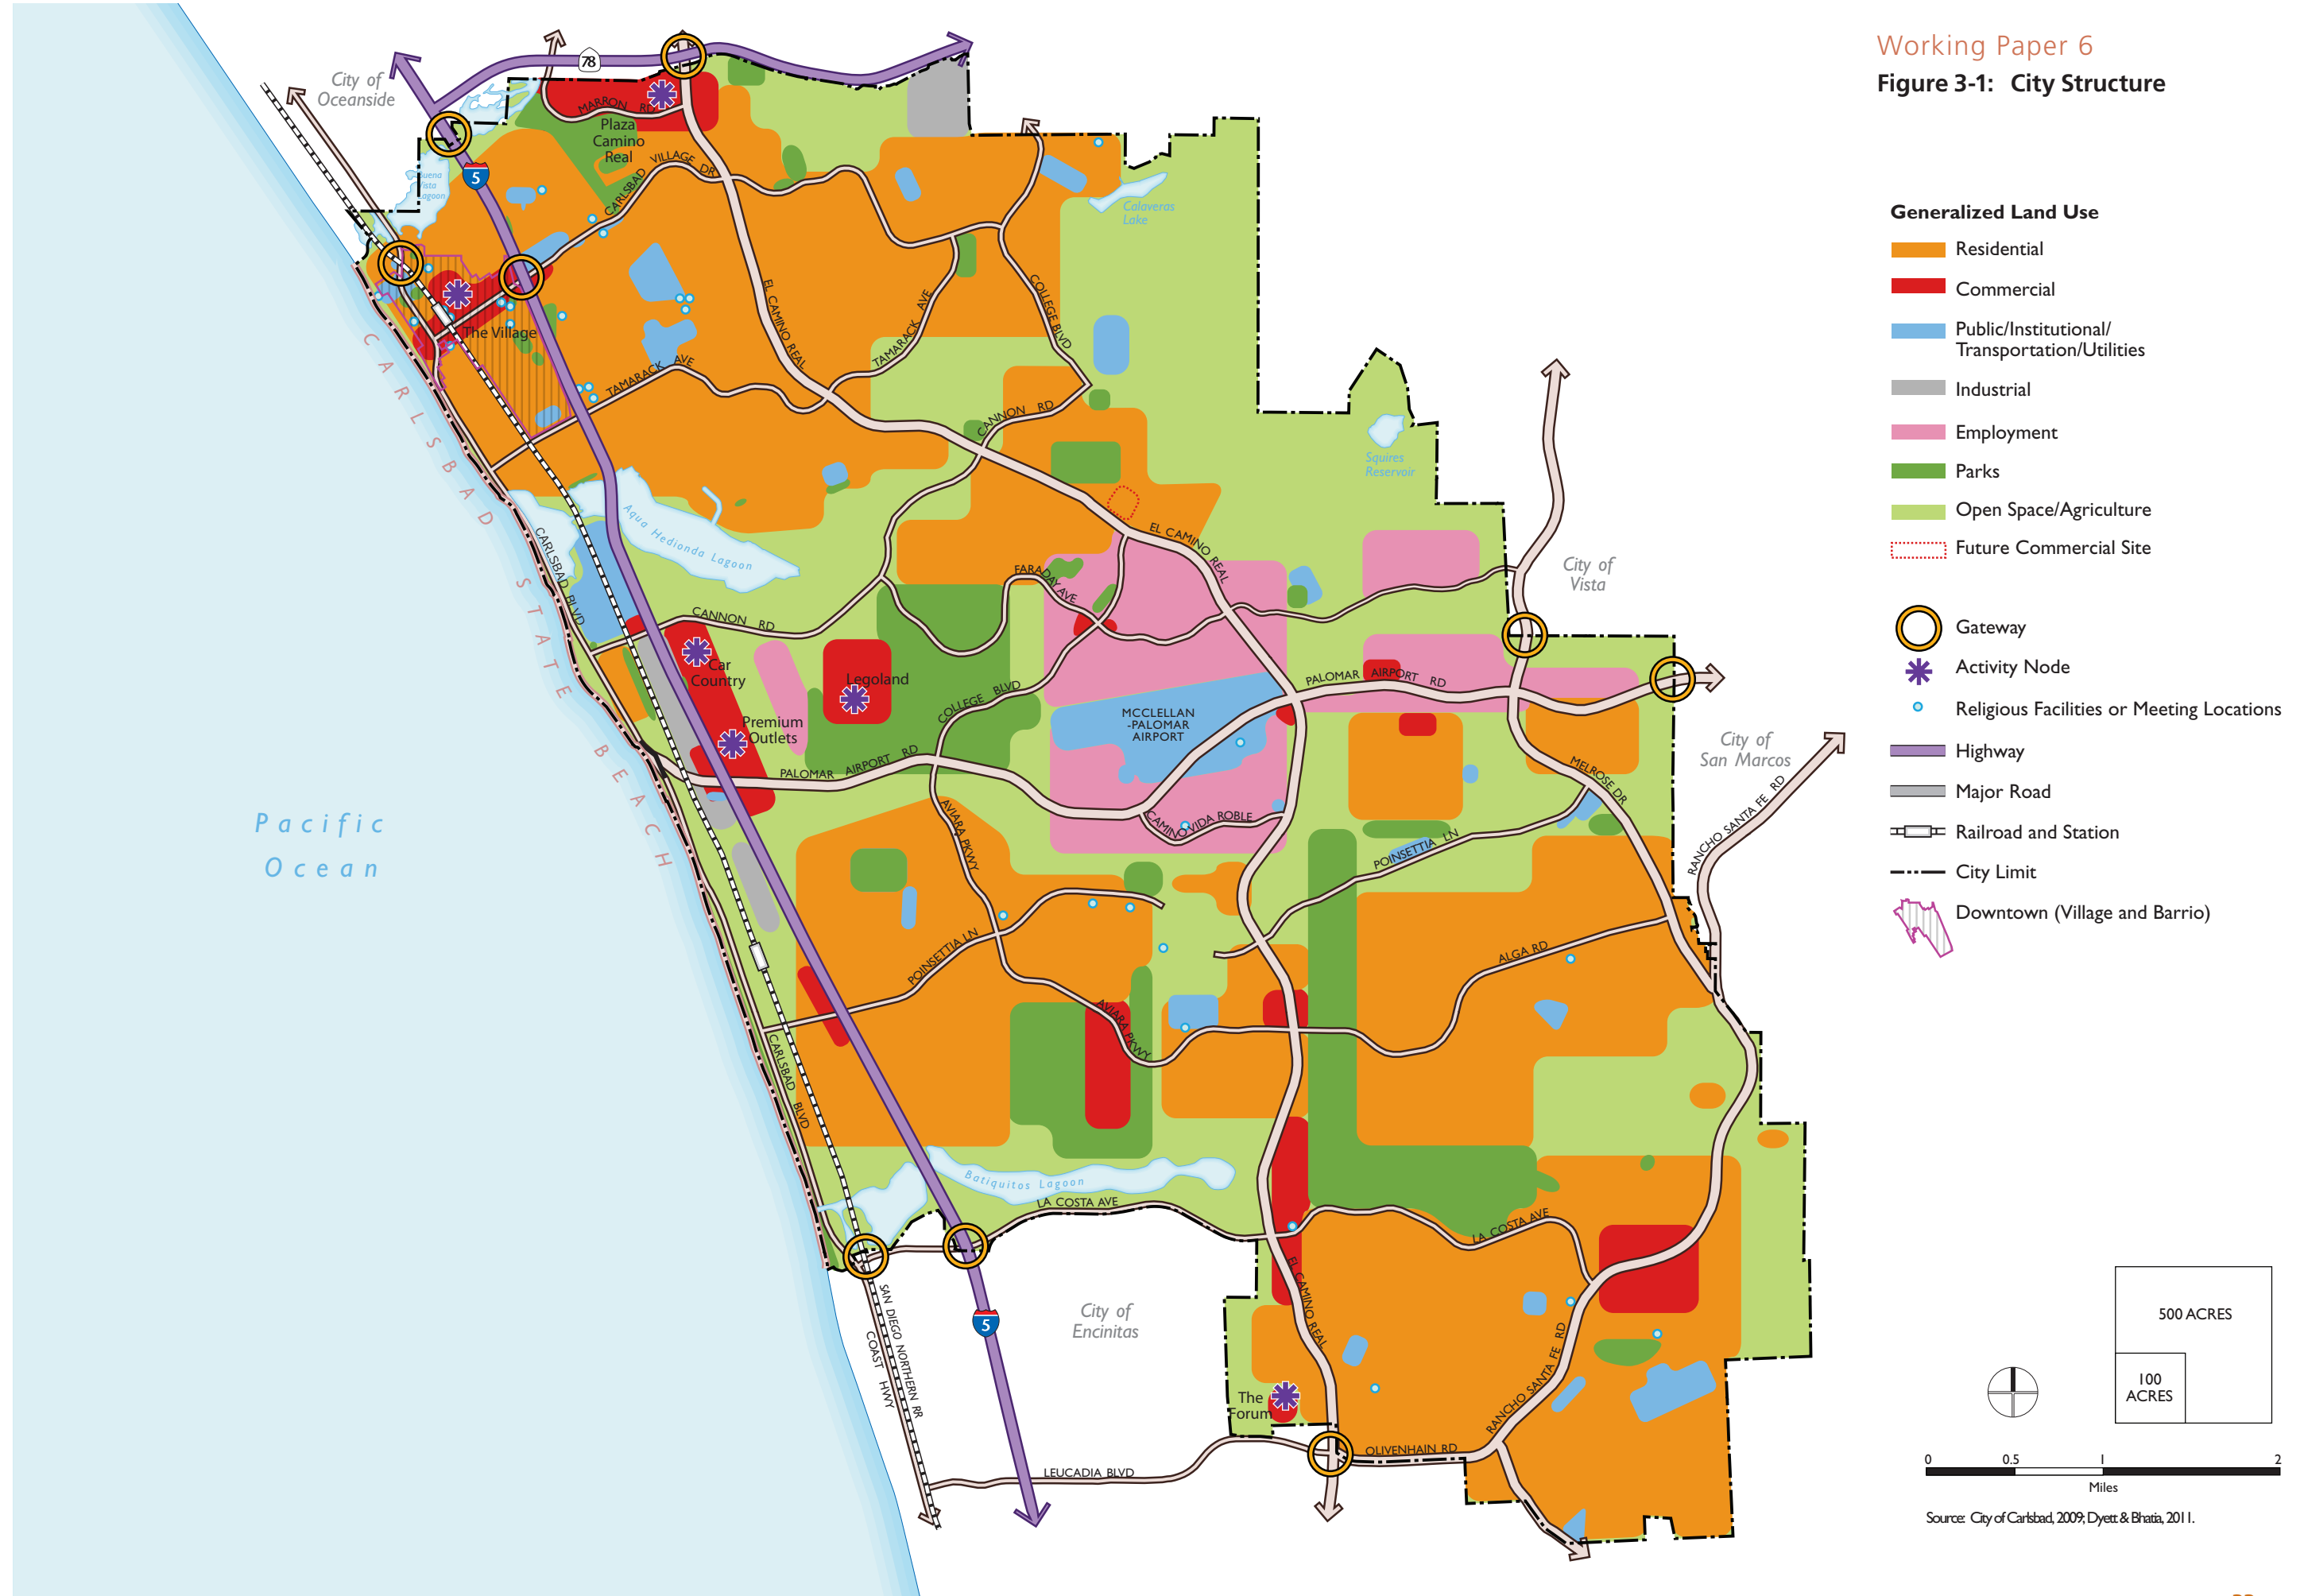 Working Paper 6
Figure 3-1: City Structure
Generalized Land Use
Residential
Commercial
Public/Institutional/
Transportation/Utilities
Industrial
Employment
Parks
Open Space/Agriculture
Future Commercial Site
Gateway
Activity Node
Religious Facilities or Meeting Locations
Highway
Major Road
Railroad and Station
City Limit
Downtown (Village and Barrio)
500 ACRES
100
ACRES
0 0.5 1 2
Miles
Source: City of Carlsbad, 2009; Dyett & Bhatia, 2011.
City of
Oceanside
78
MARRON RD
Plaza
Camino
Real
5
Buena
Vista
Lagoon
CARLSBAD VILLAGE DR
Calaveras
Lake
The Village
EL CAMINO REAL
TAMARACK AVE
COLLEGE BLVD
TAMARACK AVE
CANNON RD
Squires
Reservoir
CARLSBAD STATE BEACH
Aqua Hedionda Lagoon
CARLSBAD BLVD
EL CAMINO REAL
FARADAY AVE
City of
Vista
CANNON RD
Car
Country
Legoland
COLLEGE BLVD
PALOMAR AIRPORT RD
MCCLELLAN
-PALOMAR
AIRPORT
Premium
Outlets
PALOMAR AIRPORT RD
City of
San Marcos
MELROSE DR
RANCHO SANTA FE RD
Pacific
Ocean
AVIARA PKWY
CAMINO VIDA ROBLE
POINSETTIA LN
POINSETTIA LN
ALGA RD
AVIARA PKWY
CARLSBAD BLVD
Batiquitos Lagoon
LA COSTA AVE
LA COSTA AVE
SAN DIEGO NORTHERN RR
COAST HWY
5
City of
Encinitas
EL CAMINO REAL
RANCHO SANTA FE RD
The
Forum
OLIVENHAIN RD
LEUCADIA BLVD